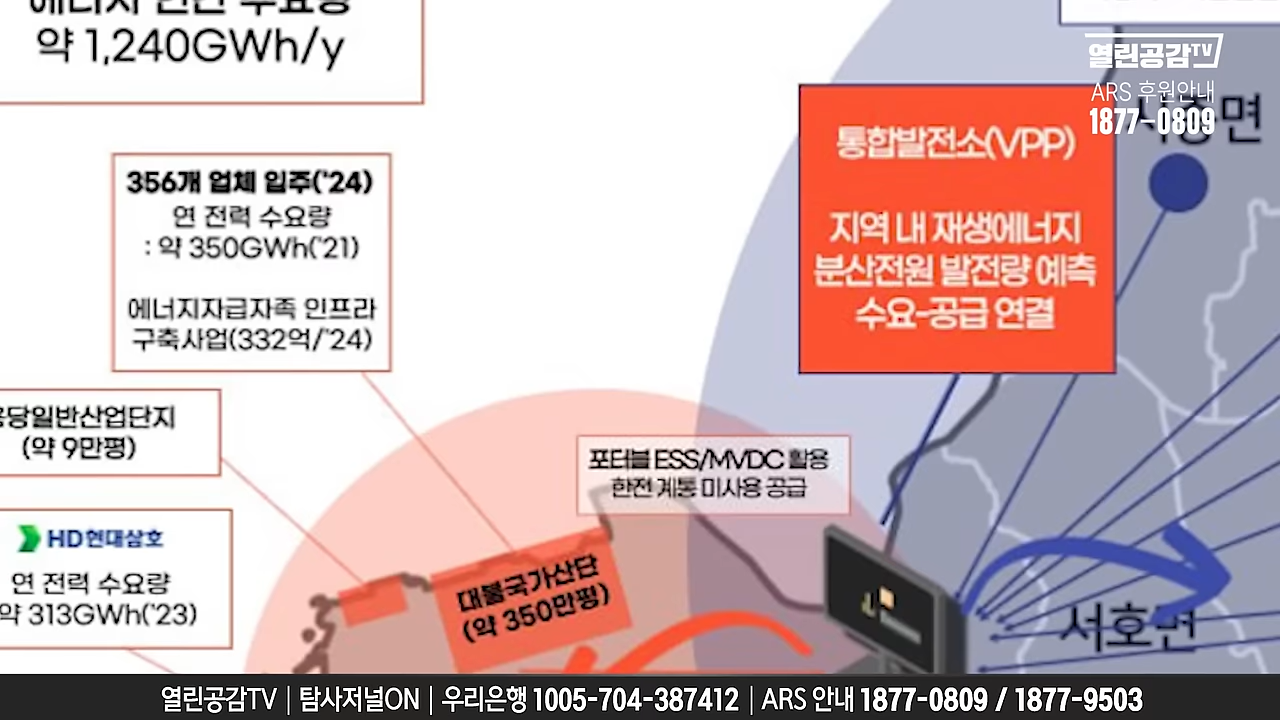 약 1,240GWh/y
열린공감TV
ARS 후원안내
1877-0809
통합발전소(VPP)
지역 내 재생에너지
분산전원 발전량 예측
수요-공급 연결
356개 업체 입주('24)
연 전력 수요량
: 약 350GWh('21)
에너지자급자족 인프라
구축사업(332억/'24)
(약 9만평)
포터블 ESS/MVDC 활용
한전 계통 미사용 공급
HD현대삼호
연 전력 수요량
약 313GWh('23)
대불국가산단
(약 350만평)
서호면
열린공감TV | 탐사저널ON | 우리은행 1005-704-387412 | ARS 안내 1877-0809 / 1877-9503